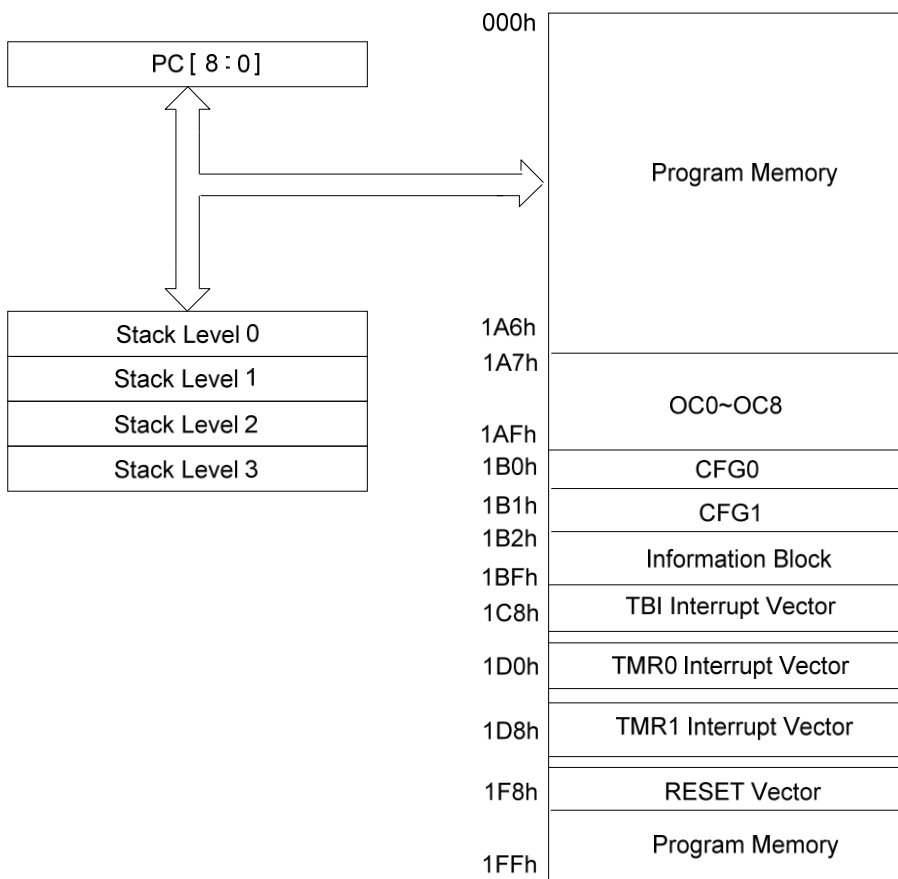 PC[ 8:0]
Stack Level 0
Stack Level 1
Stack Level 2
Stack Level 3
000h
Program Memory
1A6h
1A7h
OC0~OC8
1AFh
1B0h
CFG0
1B1h
CFG1
1B2h
Information Block
1BFh
1C8h
TBI Interrupt Vector
1D0h
TMR0 Interrupt Vector
1D8h
TMR1 Interrupt Vector
1F8h
RESET Vector
Program Memory
1FFh